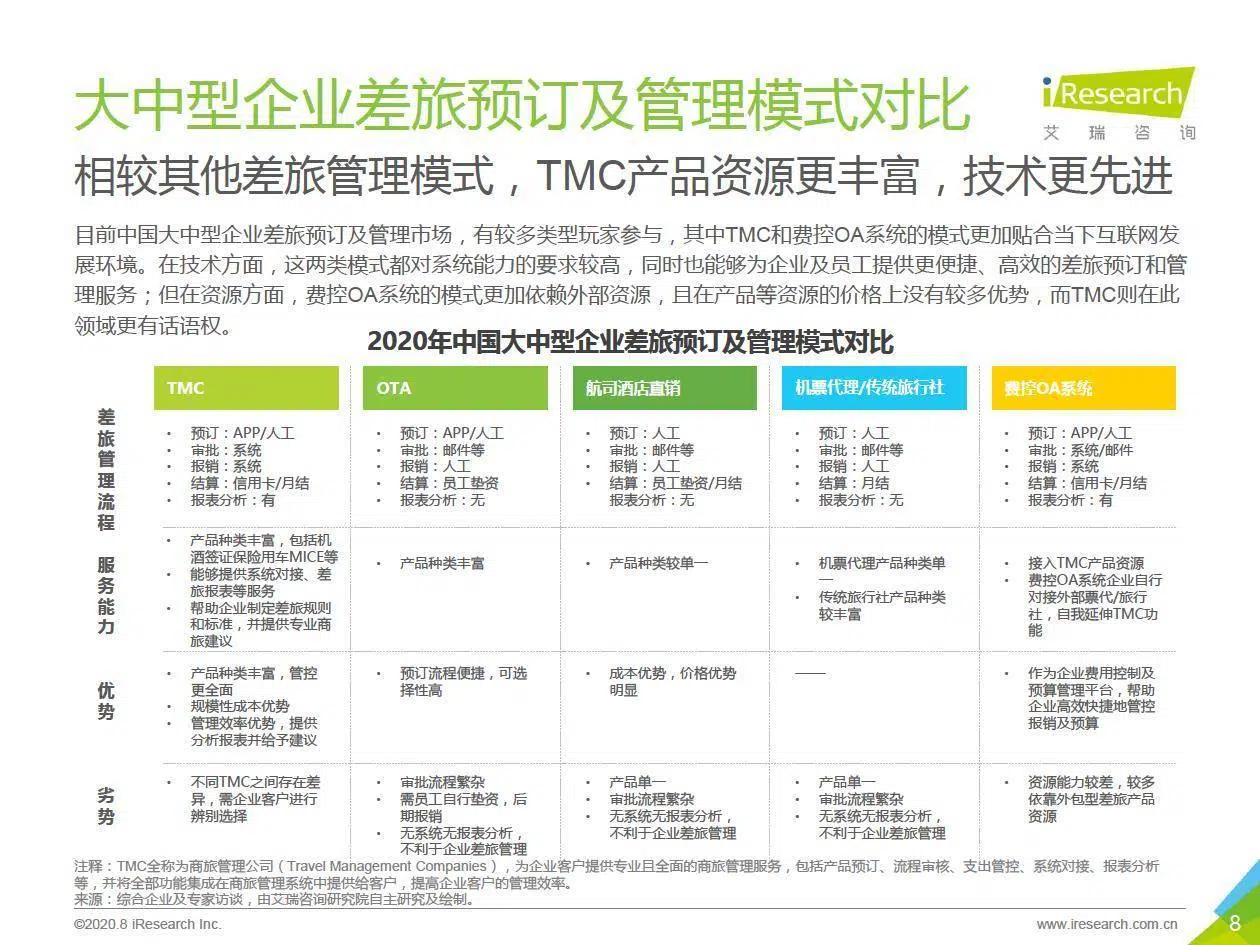 大中型企业差旅预订及管理模式对比
iResearch
艾瑞咨询
相较其他差旅管理模式，TMC产品资源更丰富，技术更先进
目前中国大中型企业差旅预订及管理市场，有较多类型玩家参与，其中TMC和费控OA系统的模式更加贴合当下互联网发
展环境。在技术方面，这两类模式都对系统能力的要求较高，同时也能够为企业及员工提供更便捷、高效的差旅预订和管
理服务；但在资源方面，费控OA系统的模式更加依赖外部资源，且在产品等资源的价格上没有较多优势，而TMC则在此
领域更有话语权。
2020年中国大中型企业差旅预订及管理模式对比
TMC
OTA
航司酒店直销
机票代理/传统旅行社
费控OA系统
差旅管理流程
• 预订：APP/人工
• 审批：系统
• 报销：系统
• 结算：信用卡/月结
• 报表分析：有
• 预订：APP/人工
• 审批：邮件等
• 报销：人工
• 结算：员工垫资
• 报表分析：无
• 预订：人工
• 审批：邮件等
• 报销：人工
• 结算：员工垫资/月结
报表分析：无
• 预订：人工
• 审批：邮件等
• 报销：人工
• 结算：月结
• 报表分析：无
• 预订：APP/人工
• 审批：系统/邮件
• 报销：系统
• 结算：信用卡/月结
• 报表分析：有
服务能力
• 产品种类丰富，包括机
酒签证保险用车MICE等
• 能够提供系统对接、差
旅报表等服务
• 帮助企业制定差旅规则
和标准，并提供专业商
旅建议
• 产品种类丰富
• 产品种类较单一
• 机票代理产品种类单
一
• 传统旅行社产品种类
较丰富
• 接入TMC产品资源
• 费控OA系统企业自行
对接外部票代/旅行
社，自我延伸TMC功
能
优势
• 产品种类丰富，管控
更全面
• 规模性成本优势
• 管理效率优势，提供
分析报表并给予建议
• 预订流程便捷，可选
择性高
• 成本优势，价格优势
明显
——
• 作为企业费用控制及
预算管理平台，帮助
企业高效快捷地管控
报销及预算
劣势
• 不同TMC之间存在差
异，需企业客户进行
辨别选择
• 审批流程繁杂
• 需员工自行垫资，后
期报销
• 无系统无报表分析，
不利于企业差旅管理
• 产品单一
• 审批流程繁杂
• 无系统无报表分析，
不利于企业差旅管理
• 产品单一
• 审批流程繁杂
• 无系统无报表分析，
不利于企业差旅管理
• 资源能力较差，较多
依靠外包型差旅产品
资源
注释：TMC全称为商旅管理公司（Travel Management Companies），为企业客户提供专业且全面的商旅管理服务，包括产品预订、流程审核、支出管控、系统对接、报表分析
等，并将全部功能集成在商旅管理系统中提供给客户，提高企业客户的管理效率。
来源：综合企业及专家访谈，由艾瑞咨询研究院自主研究及绘制。
©2020.8 iResearch Inc.
www.iresearch.com.cn
8